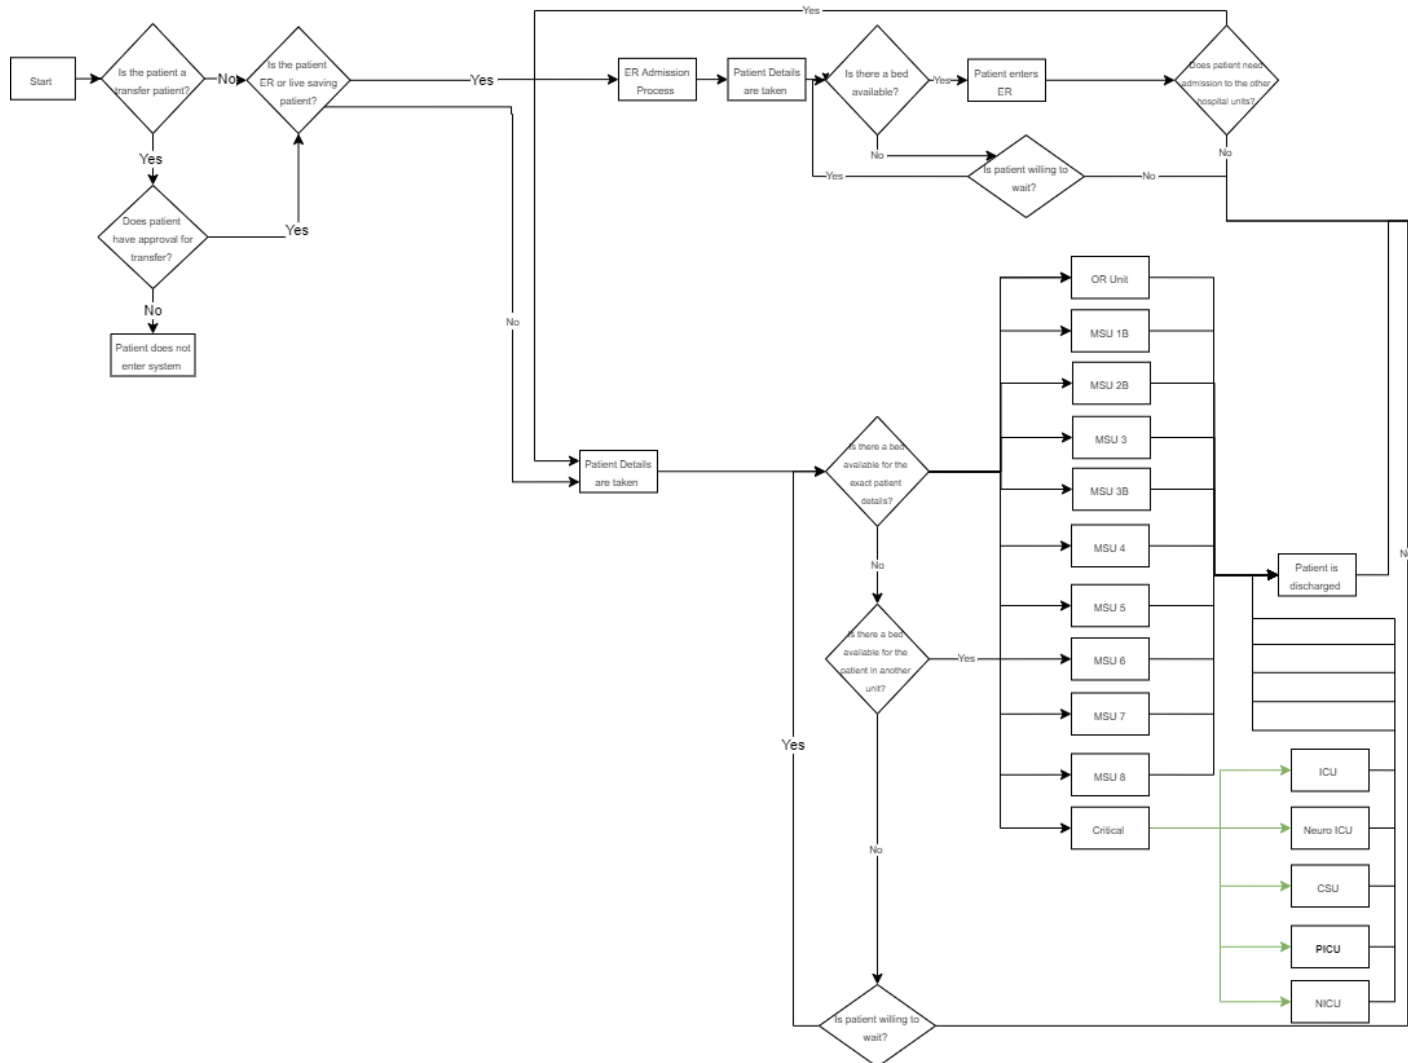 Yes
Start
Is the patient a
transfer patient?
No
Is the patient
ER or live saving
patient?
Yes
ER Admission
Process
Patient Details
are taken
Is there a bed
available?
Yes
Patient enters
ER
Does patient need
admission to the other
hospital units?
Yes
No
Is patient willing to
wait?
Yes
No
No
Does patient
have approval for
transfer?
Yes
No
Patient does not
enter system
No
OR Unit
MSU 1B
MSU 2B
MSU 3
MSU 3B
MSU 4
MSU 5
MSU 6
MSU 7
MSU 8
Critical
Patient Details
are taken
Is there a bed
available for the
exact patient
details?
No
Is there a bed
available for the
patient in another
unit?
Yes
No
Yes
Is patient willing to
wait?
Patient is
discharged
ICU
Neuro ICU
CSU
PICU
NICU